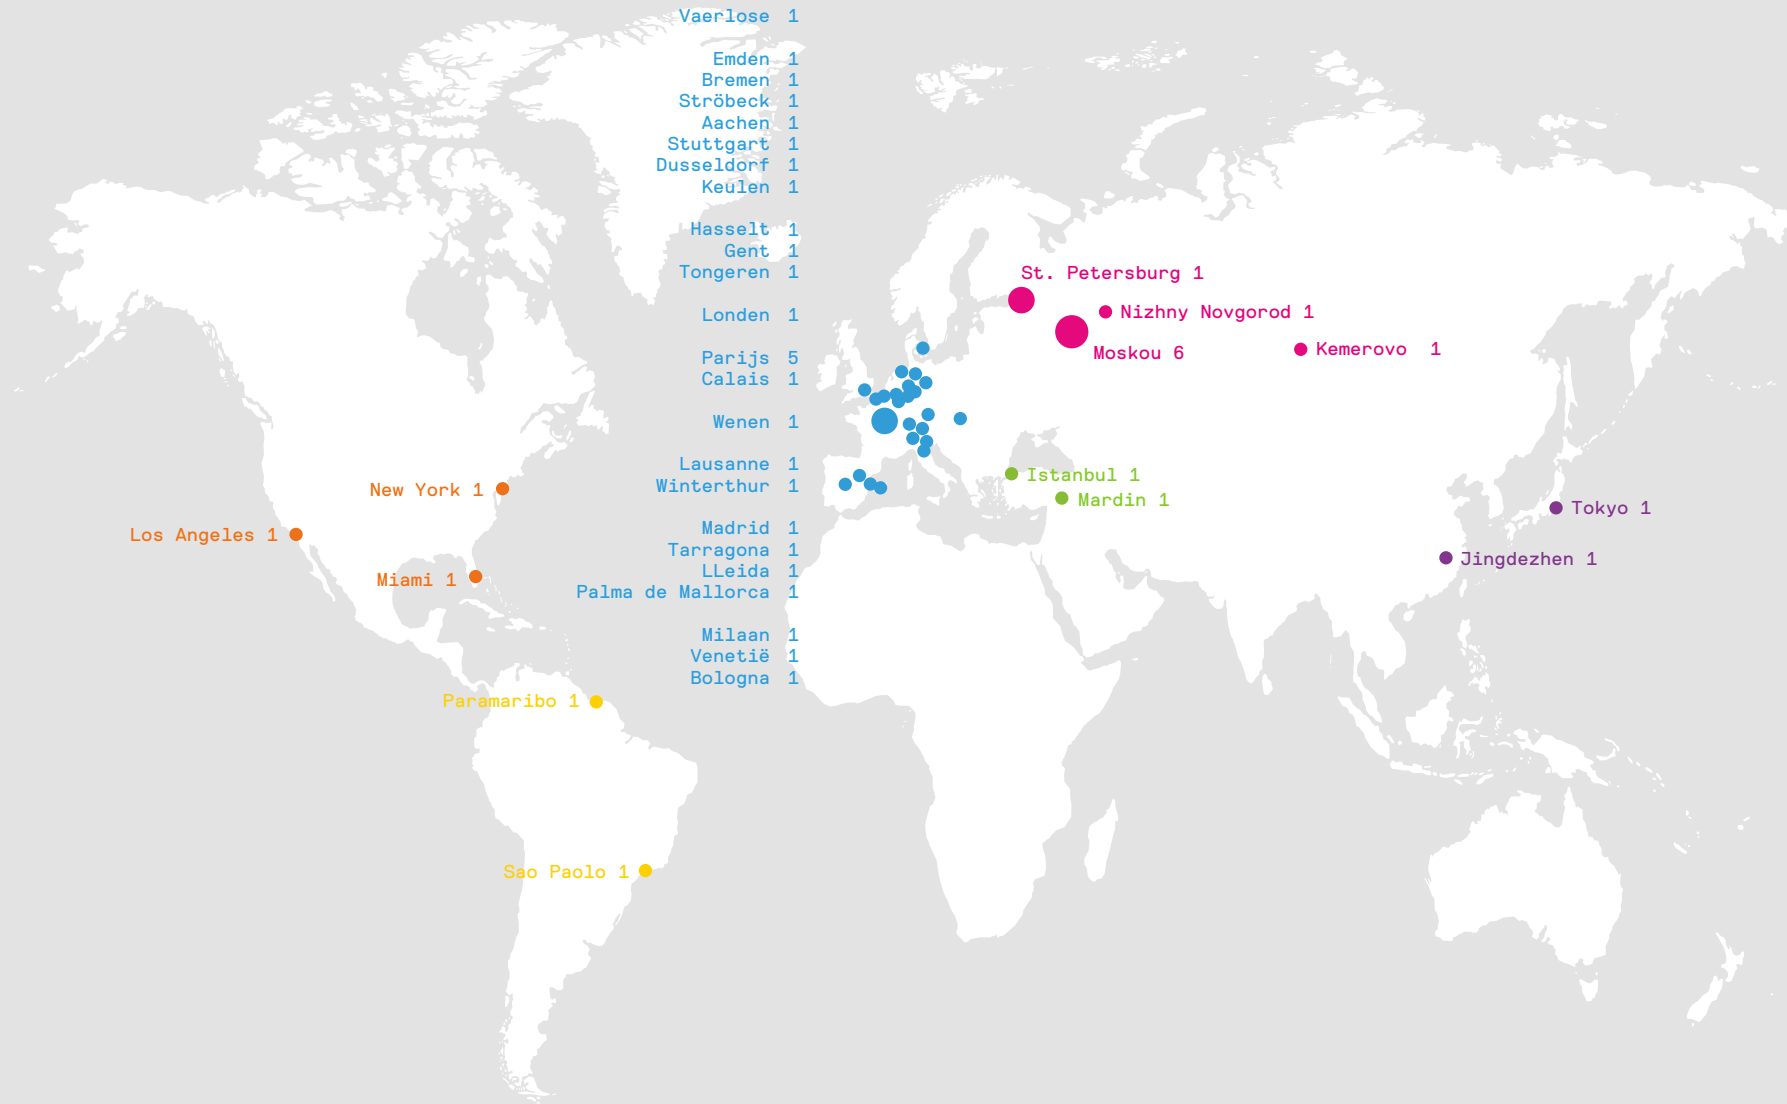 Vaerlose 1
Emden 1
Bremen 1
Ströbeck 1
Aachen 1
Stuttgart 1
Dusseldorf 1
Keulen 1
Hasselt 1
Gent 1
Tongeren 1
Londen 1
Parijs 5
Calais 1
Wenen 1
Lausanne 1
Winterthur 1
Madrid 1
Tarragona 1
LLeida 1
Palma de Mallorca 1
Milaan 1
Venetië 1
Bologna 1
St. Petersburg 1
Nizhny Novgorod 1
Moskou 6
Kemerovo 1
Istanbul 1
Mardin 1
Tokyo 1
Jingdezhen 1
New York 1
Los Angeles 1
Miami 1
Paramaribo 1
Sao Paolo 1